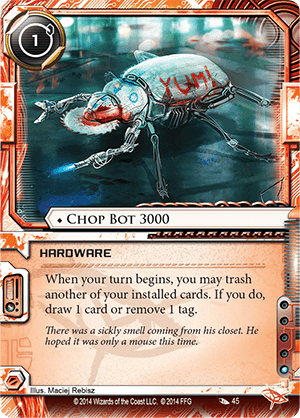 1
YUM!
⬩ Chop Bot 3000
HARDWARE
When your turn begins, you may trash
another of your installed cards. If you do,
draw 1 card or remove 1 tag.
There was a sickly smell coming from his closet. He
hoped it was only a mouse this time.
Illus. Maciej Rebisz
© 2014 Wizards of the Coast LLC. © 2014 FFG 45